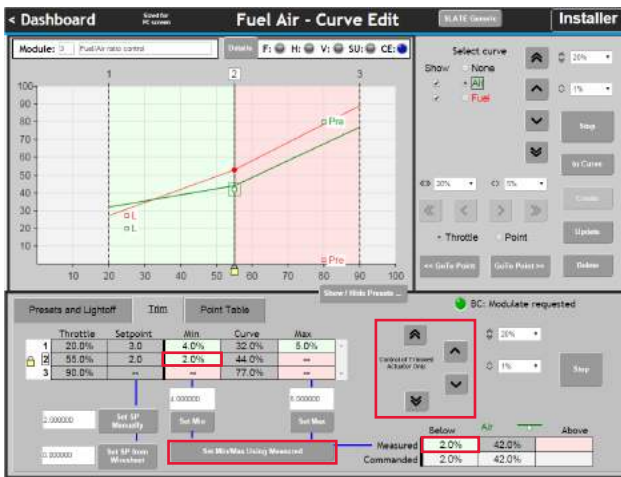 < Dashboard
Sized for
PC screen
Fuel Air - Curve Edit
SLATE Generic
Installer
Module: 3 Fuel/Air ratio control
Details
F: H: V: SU: CE:
Select curve
Show
None
Air
Fuel
20%
1%
Stop
to Curve
20%
5%
Create
Throttle
Point
Update
<< GoTo Point
GoTo Point >>
Delete
1
2
3
100
90
80
70
60
50
40
30
20
10
Pre
L
L
Pre
10 20 30 40 50 60 70 80 90 100
Show / Hide Presets ...
Presets and Lightoff
Trim
Point Table
BC: Modulate requested
Throttle Setpoint Min Curve Max
1 20.0% 3.0 4.0% 32.0% 5.0%
2 55.0% 2.0 2.0% 44.0% --
3 90.0% -- -- 77.0% --
Control of Trimmed
Actuator Only
20%
1%
Stop
4.000000
5.000000
2.000000
Set SP
Manually
Set Min
Set Max
0.000000
Set SP from
Wiresheet
Set Min/Max Using Measured
Below Air Above
Measured 2.0% 42.0%
Commanded 2.0% 42.0%